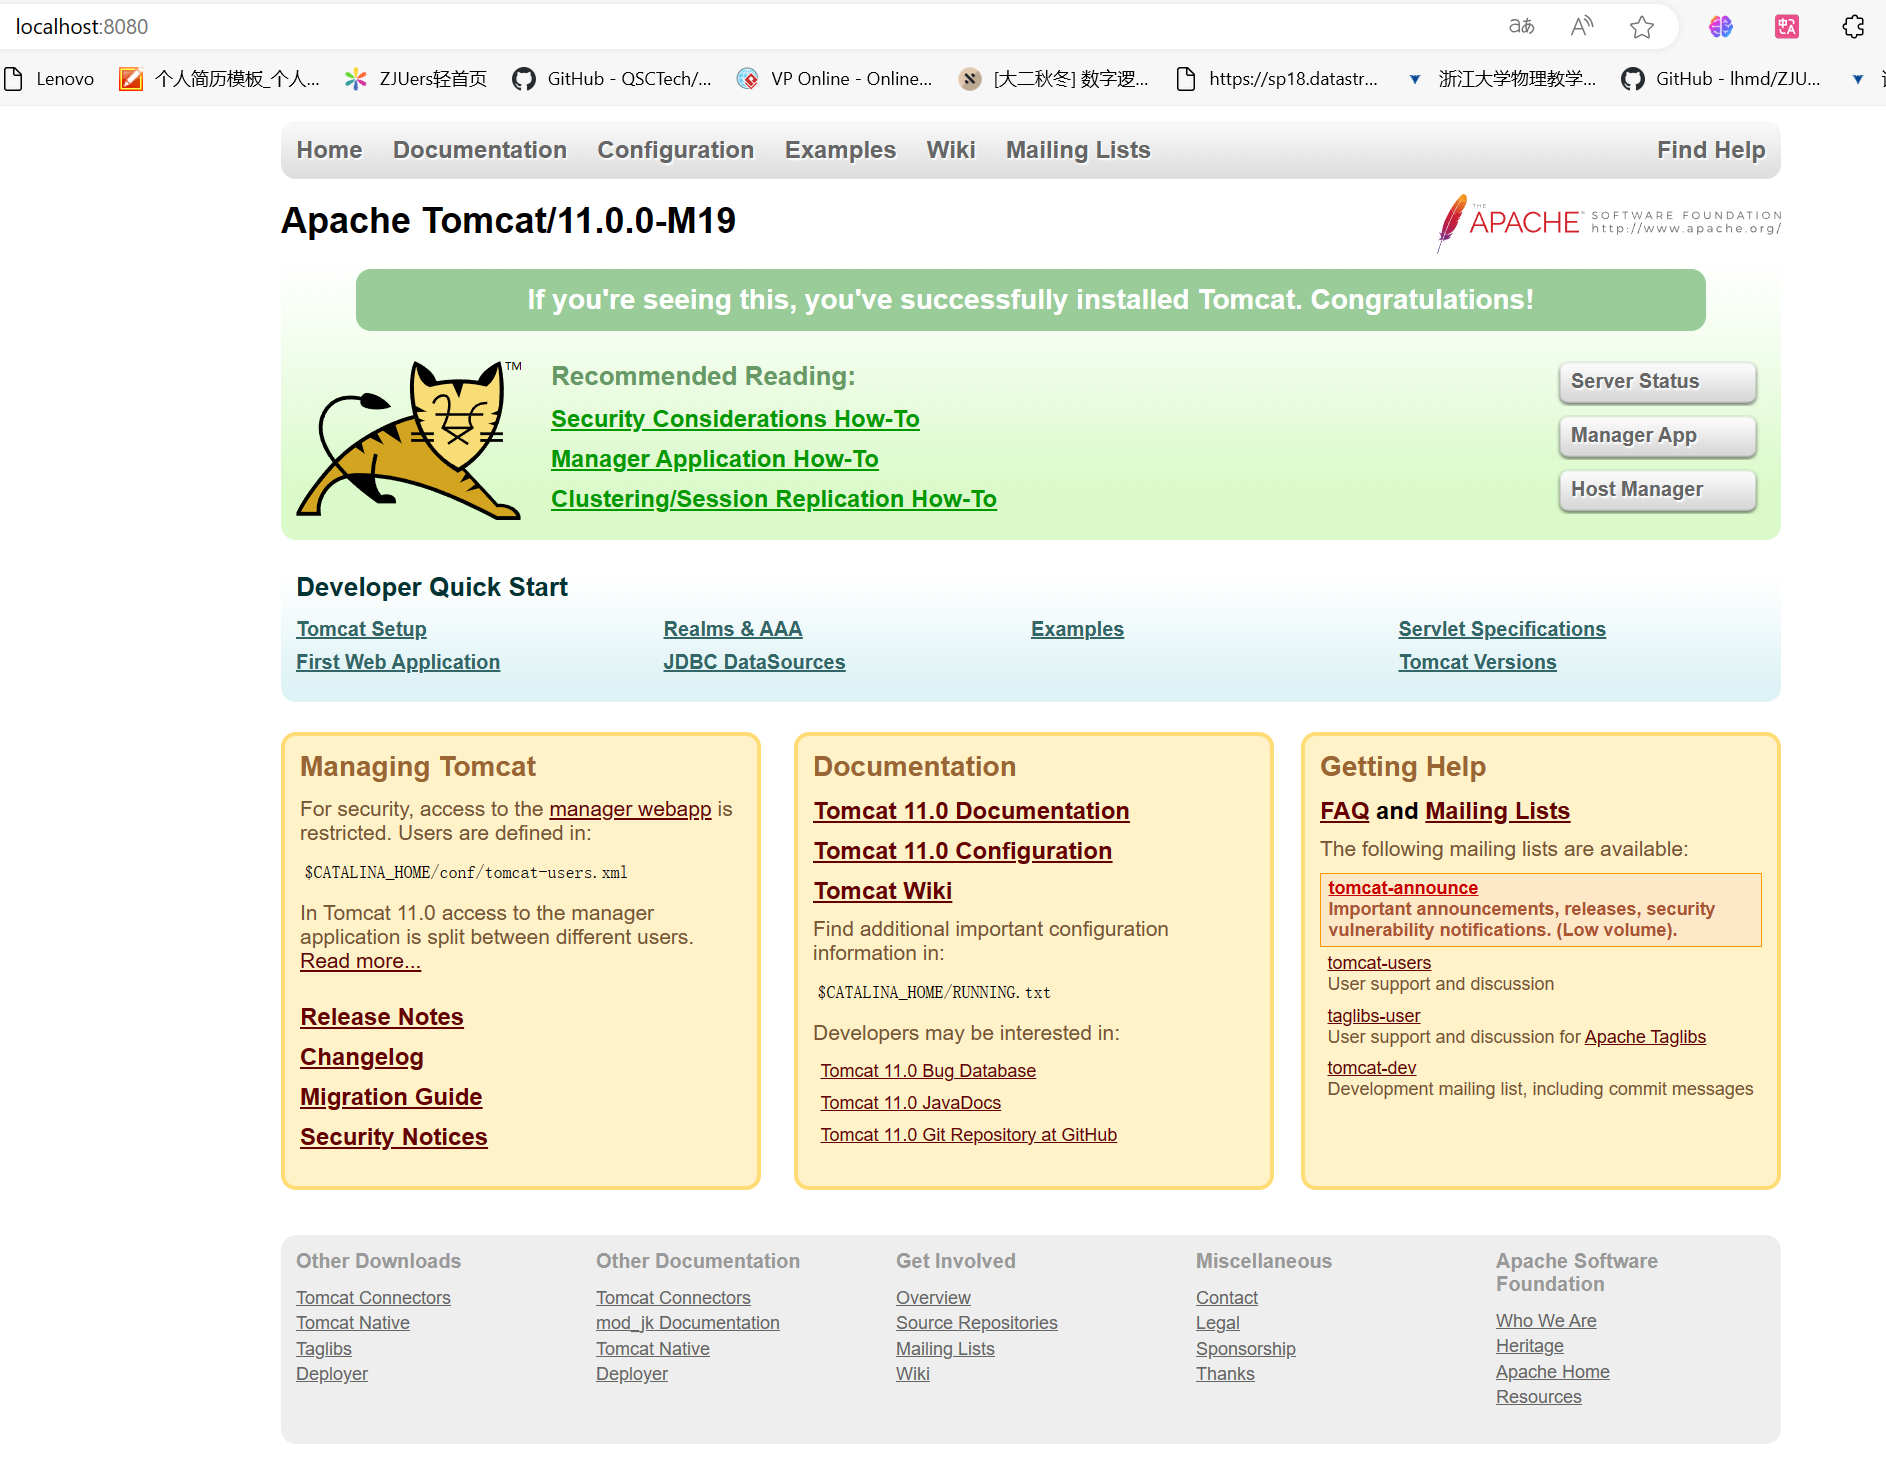 localhost:8080
Lenovo 个人简历模板_个人... ZJUers轻首页 GitHub - QSCTech/... VP Online - Online... [大二秋冬] 数字逻... https://sp18.datastr... 浙江大学物理教学... GitHub - lhmd/ZJU...
Home Documentation Configuration Examples Wiki Mailing Lists Find Help
Apache Tomcat/11.0.0-M19
THE APACHE SOFTWARE FOUNDATION
http://www.apache.org/
If you're seeing this, you've successfully installed Tomcat. Congratulations!
TM
Recommended Reading:
Security Considerations How-To
Manager Application How-To
Clustering/Session Replication How-To
Server Status
Manager App
Host Manager
Developer Quick Start
Tomcat Setup
First Web Application
Realms & AAA
JDBC DataSources
Examples
Servlet Specifications
Tomcat Versions
Managing Tomcat
For security, access to the manager webapp is
restricted. Users are defined in:
$CATALINA_HOME/conf/tomcat-users.xml
In Tomcat 11.0 access to the manager
application is split between different users.
Read more...
Release Notes
Changelog
Migration Guide
Security Notices
Documentation
Tomcat 11.0 Documentation
Tomcat 11.0 Configuration
Tomcat Wiki
Find additional important configuration
information in:
$CATALINA_HOME/RUNNING.txt
Developers may be interested in:
Tomcat 11.0 Bug Database
Tomcat 11.0 JavaDocs
Tomcat 11.0 Git Repository at GitHub
Getting Help
FAQ and Mailing Lists
The following mailing lists are available:
tomcat-announce
Important announcements, releases, security
vulnerability notifications. (Low volume).
tomcat-users
User support and discussion
taglibs-user
User support and discussion for Apache Taglibs
tomcat-dev
Development mailing list, including commit messages
Other Downloads
Tomcat Connectors
Tomcat Native
Taglibs
Deployer
Other Documentation
Tomcat Connectors
mod_jk Documentation
Tomcat Native
Deployer
Get Involved
Overview
Source Repositories
Mailing Lists
Wiki
Miscellaneous
Contact
Legal
Sponsorship
Thanks
Apache Software
Foundation
Who We Are
Heritage
Apache Home
Resources